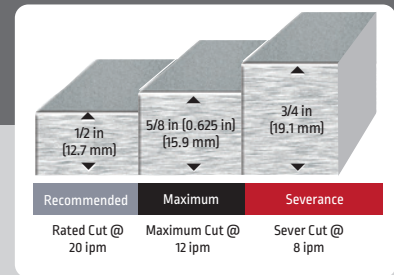 1/2 in
(12.7 mm)
5/8 in (0.625 in)
(15.9 mm)
3/4 in
(19.1 mm)
Recommended
Maximum
Severance
Rated Cut @
20 ipm
Maximum Cut @
12 ipm
Sever Cut @
8 ipm